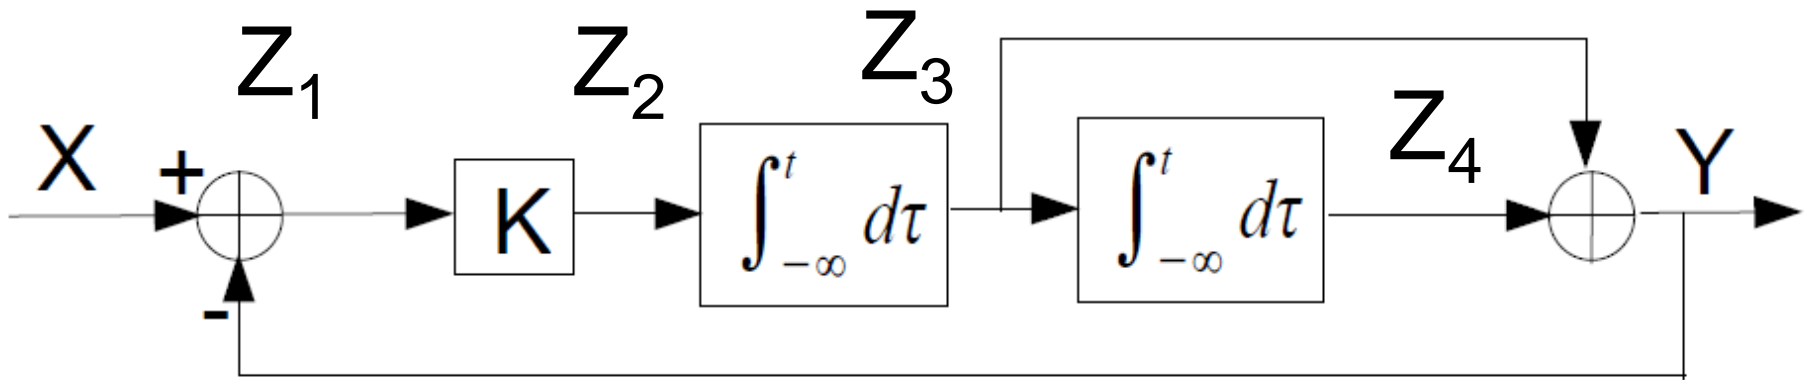 Z₁ Z₂ Z₃
X + K ∫_{-∞}^{t} dτ ∫_{-∞}^{t} dτ Z₄ Y
-